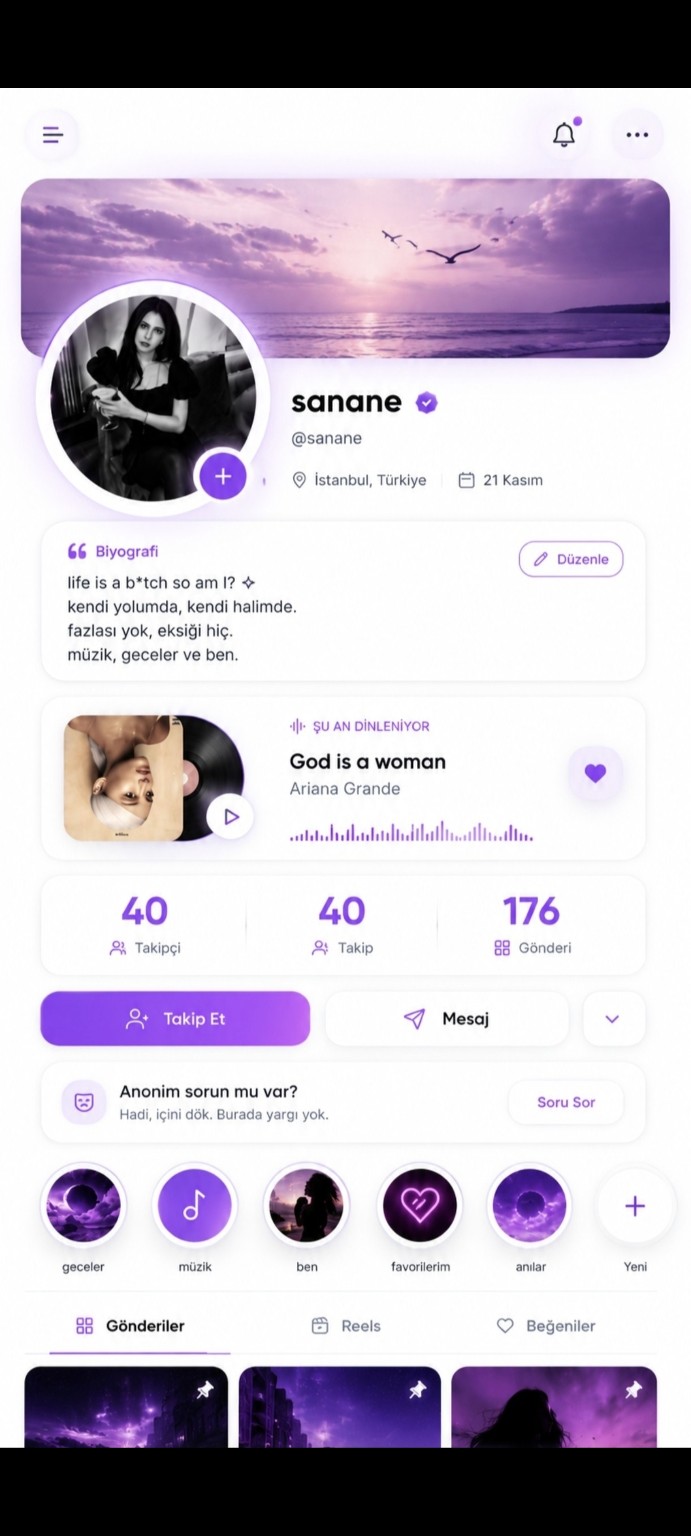 sanane
@sanane
İstanbul, Türkiye 21 Kasım
Biyografi
Düzenle
life is a b*tch so am I? ✧
kendi yolumda, kendi halimde.
fazlası yok, eksiği hiç.
müzik, geceler ve ben.
ŞU AN DİNLENİYOR
God is a woman
Ariana Grande
40 40 176
Takipçi Takip Gönderi
Takip Et Mesaj
Anonim sorun mu var?
Hadi, içini dök. Burada yargı yok.
Soru Sor
geceler müzik ben favorilerim anılar Yeni
Gönderiler Reels Beğeniler